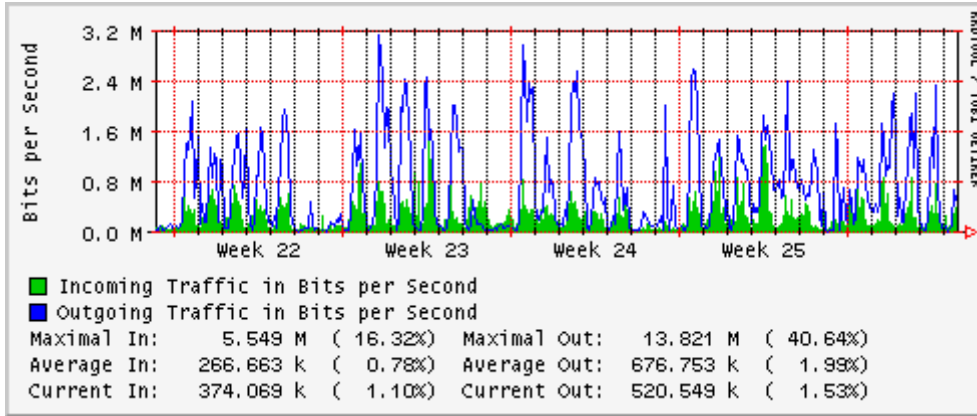 3.2 M
2.4 M
1.6 M
0.8 M
0.0 M
Bits per Second
Week 22 Week 23 Week 24 Week 25
Incoming Traffic in Bits per Second
Outgoing Traffic in Bits per Second
Maximal In: 5.549 M ( 16.32%) Maximal Out: 13.821 M ( 40.64%)
Average In: 266.663 k ( 0.78%) Average Out: 676.753 k ( 1.99%)
Current In: 374.069 k ( 1.10%) Current Out: 520.549 k ( 1.53%)